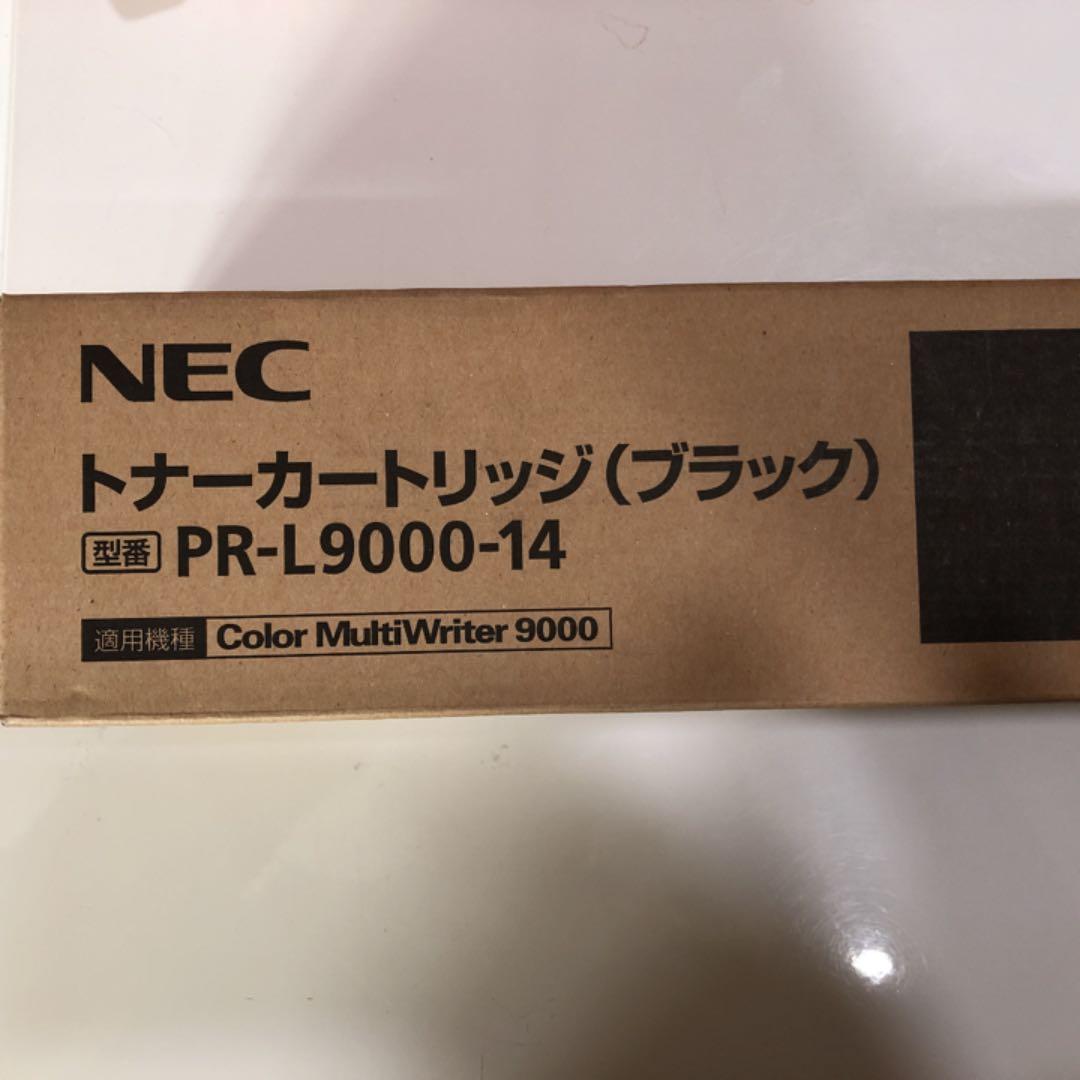 NEC
トナーカートリッジ(ブラック)
型番 PR-L9000-14
適用機種 Color MultiWriter 9000